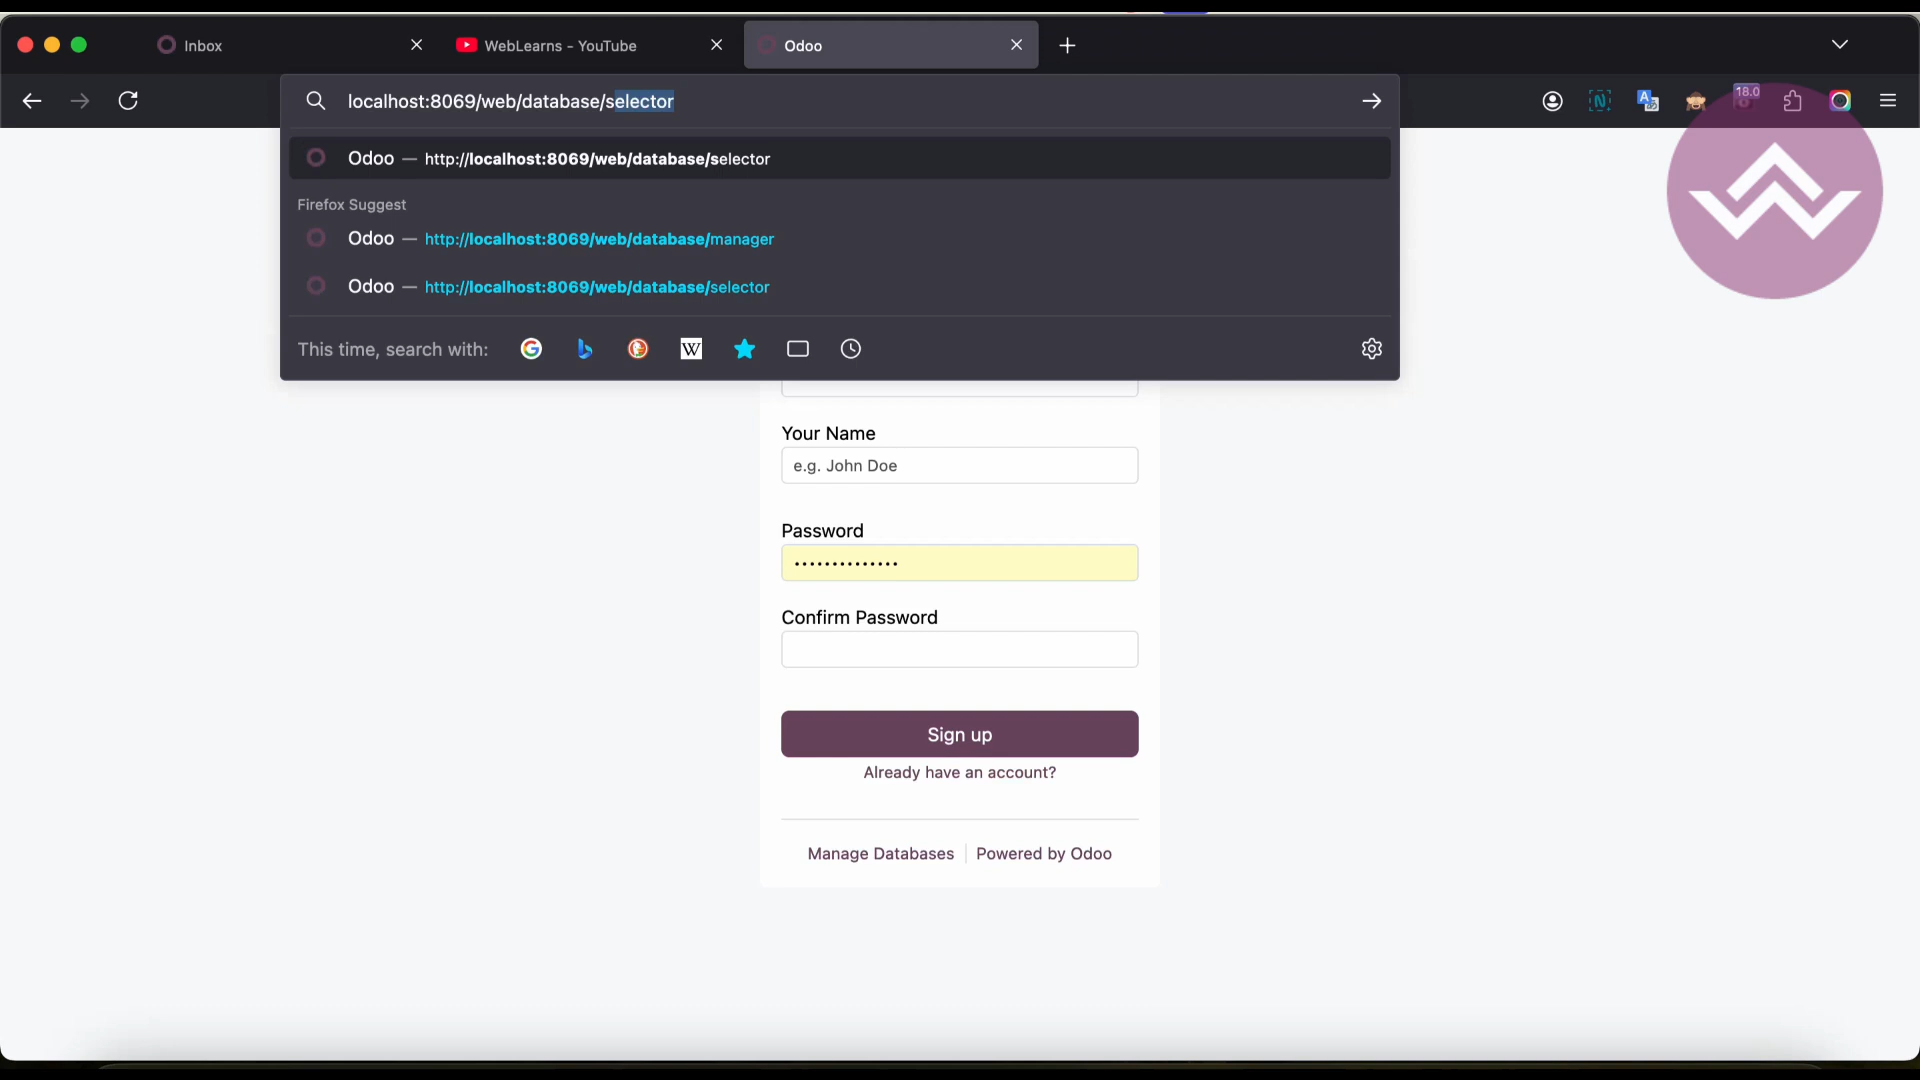 Inbox
WebLearns - YouTube
Odoo
localhost:8069/web/database/selector
18.0
Odoo — http://localhost:8069/web/database/selector
Firefox Suggest
Odoo — http://localhost:8069/web/database/manager
Odoo — http://localhost:8069/web/database/selector
This time, search with:
Your Name
e.g. John Doe
Password
Confirm Password
Sign up
Already have an account?
Manage Databases
Powered by Odoo